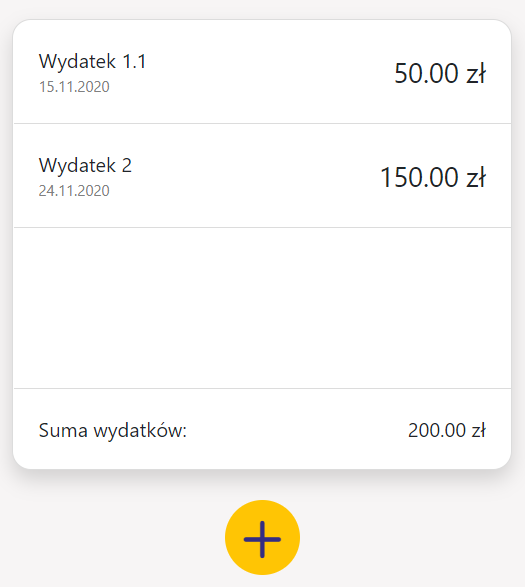 Wydatek 1.1
50.00 zł
15.11.2020
Wydatek 2
150.00 zł
24.11.2020
Suma wydatków:
200.00 zł